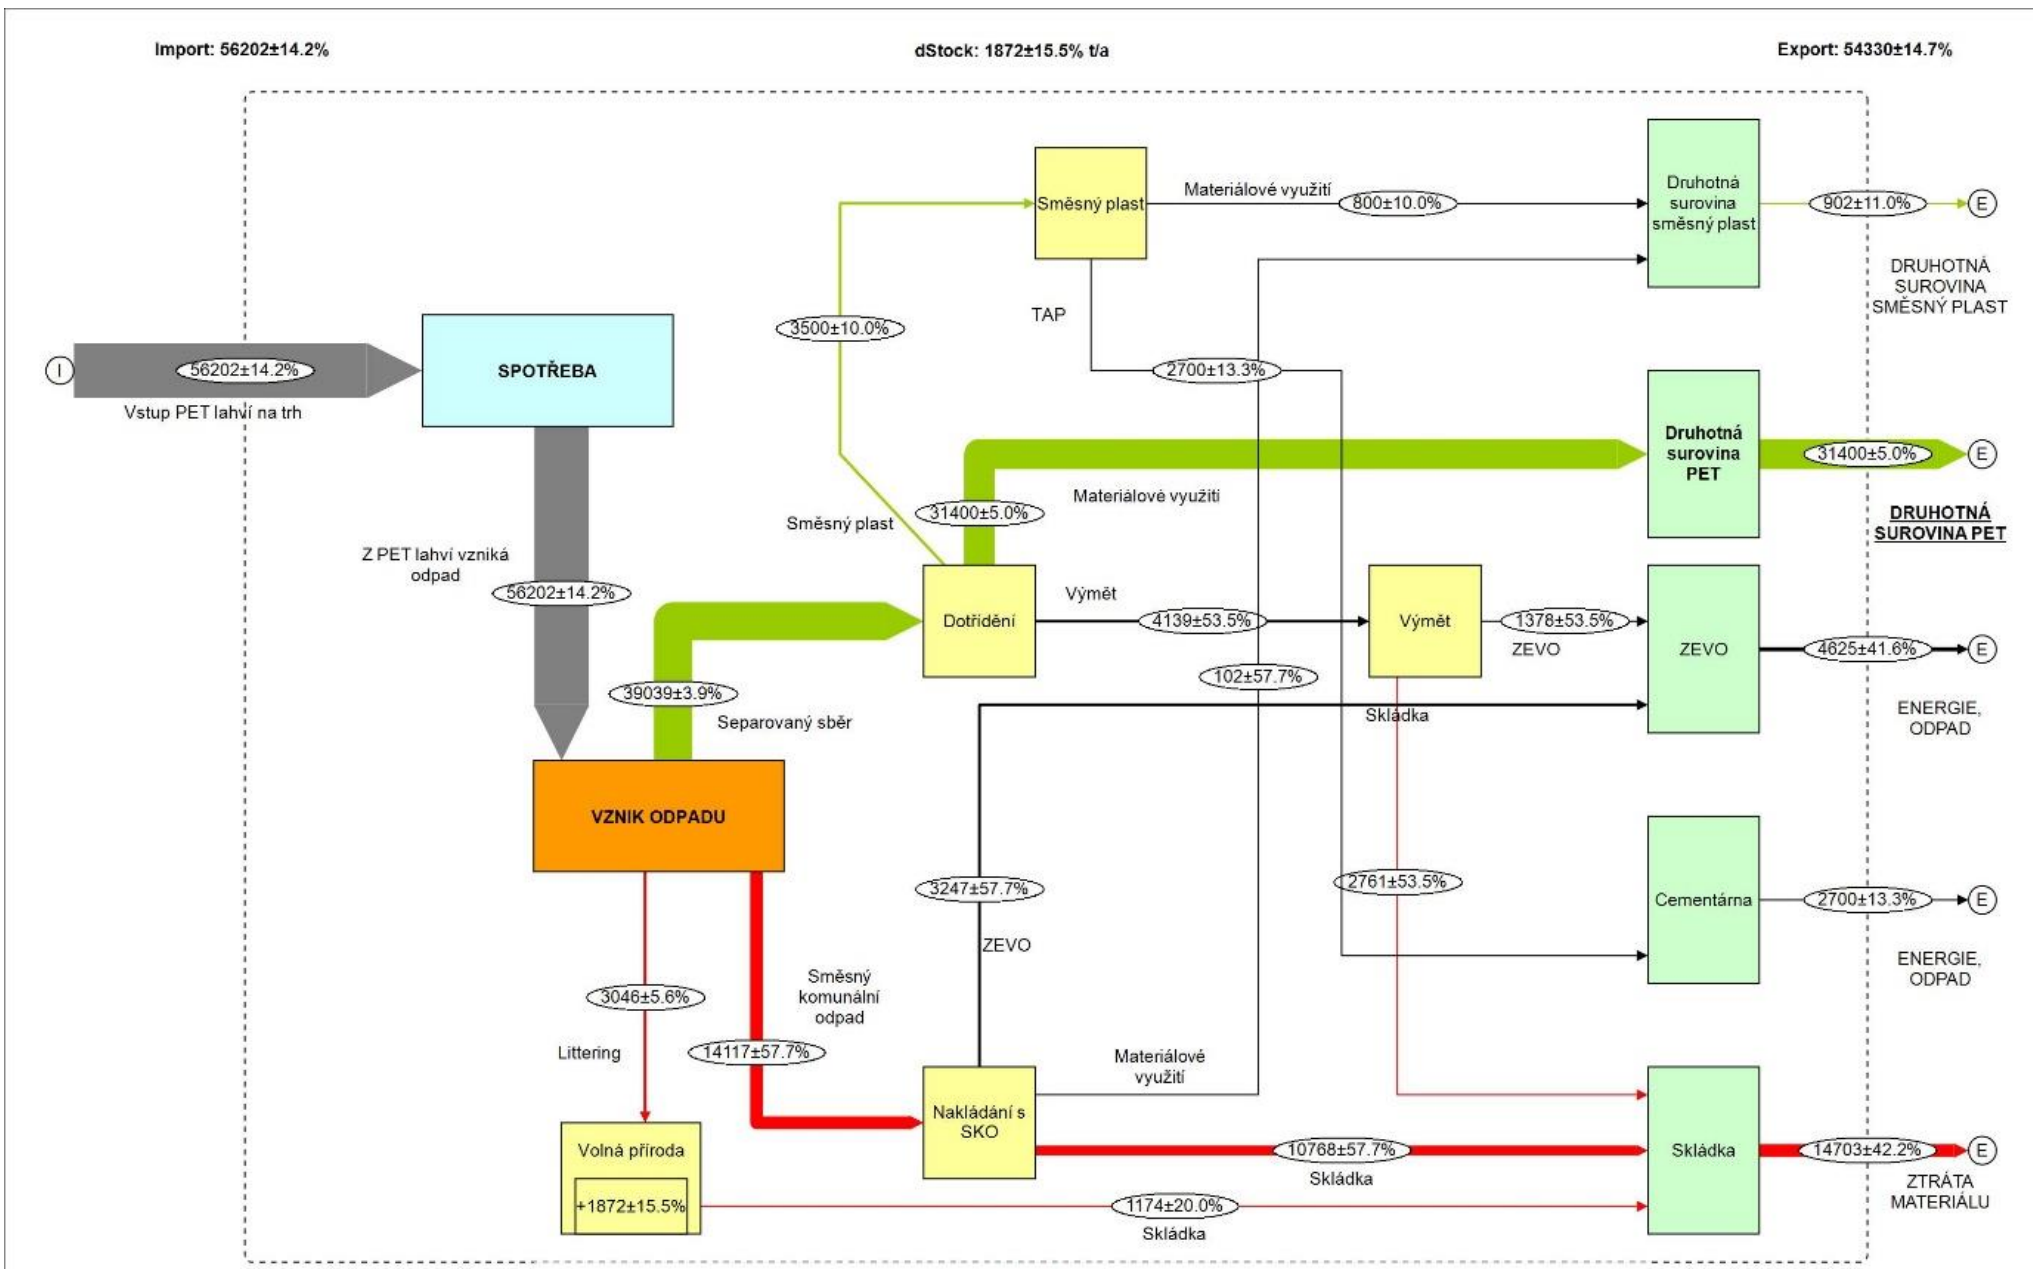 Import: 56202±14.2%
dStock: 1872±15.5% t/a
Export: 54330±14.7%
Směsný plast
Materiálové využití
800±10.0%
Druhotná
surovina
směsný plast
902±11.0%
E
DRUHOTNÁ
SUROVINA
SMĚSNÝ PLAST
TAP
3500±10.0%
I
56202±14.2%
Vstup PET lahví na trh
SPOTŘEBA
2700±13.3%
Druhotná
surovina
PET
31400±5.0%
E
DRUHOTNÁ
SUROVINA PET
Materiálové využití
31400±5.0%
Směsný plast
Z PET lahví vzniká
odpad
56202±14.2%
Dotřídění
Výmět
4139±53.5%
Výmět
1378±53.5%
ZEVO
ZEVO
4625±41.6%
E
ENERGIE,
ODPAD
102±57.7%
39039±3.9%
Separovaný sběr
Skládka
VZNIK ODPADU
3247±57.7%
ZEVO
2761±53.5%
Cementárna
2700±13.3%
E
ENERGIE,
ODPAD
Směsný
komunální
odpad
3046±5.6%
Littering
14117±57.7%
Materiálové
využití
Nakládání s
SKO
10768±57.7%
Skládka
Skládka
14703±42.2%
E
ZTRÁTA
MATERIÁLU
Volná příroda
+1872±15.5%
1174±20.0%
Skládka